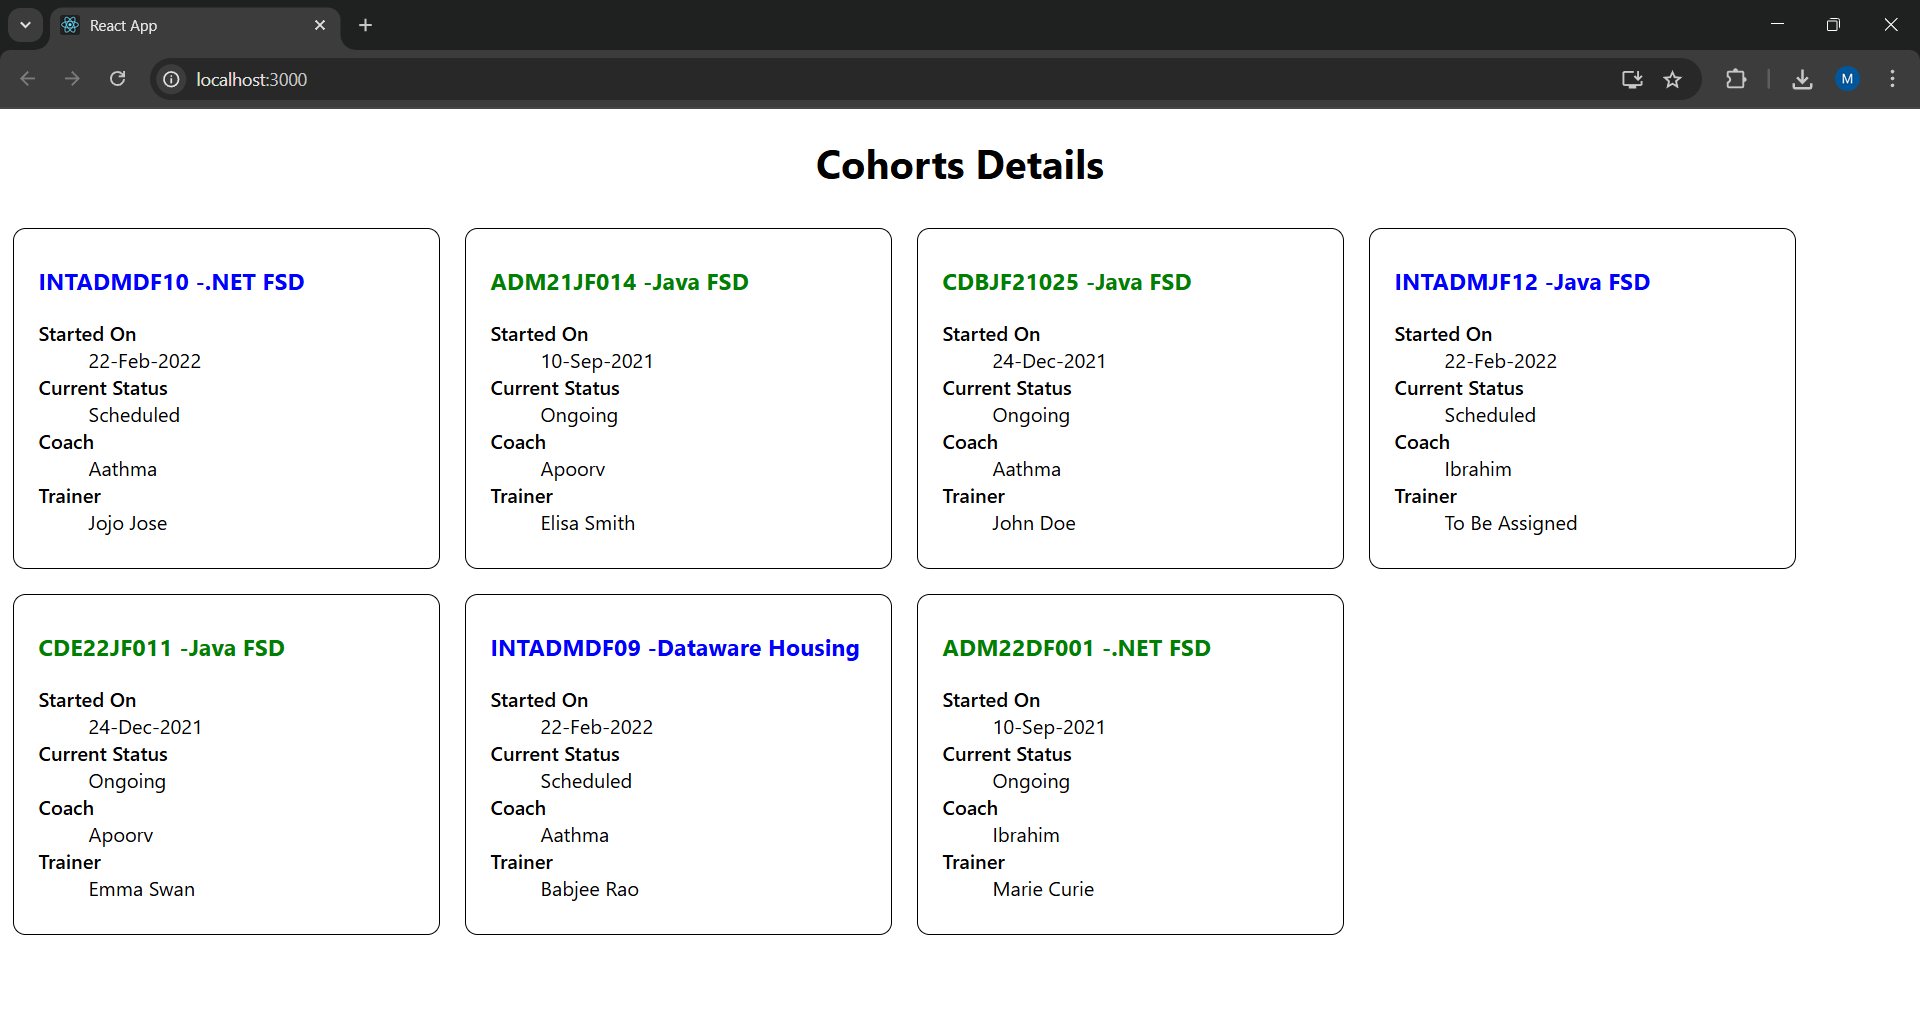 React App
localhost:3000
M
Cohorts Details
INTADMDF10 -.NET FSD
Started On
22-Feb-2022
Current Status
Scheduled
Coach
Aathma
Trainer
Jojo Jose
ADM21JF014 -Java FSD
Started On
10-Sep-2021
Current Status
Ongoing
Coach
Apoorv
Trainer
Elisa Smith
CDBJF21025 -Java FSD
Started On
24-Dec-2021
Current Status
Ongoing
Coach
Aathma
Trainer
John Doe
INTADMJF12 -Java FSD
Started On
22-Feb-2022
Current Status
Scheduled
Coach
Ibrahim
Trainer
To Be Assigned
CDE22JF011 -Java FSD
Started On
24-Dec-2021
Current Status
Ongoing
Coach
Apoorv
Trainer
Emma Swan
INTADMDF09 -Dataware Housing
Started On
22-Feb-2022
Current Status
Scheduled
Coach
Aathma
Trainer
Babjee Rao
ADM22DF001 -.NET FSD
Started On
10-Sep-2021
Current Status
Ongoing
Coach
Ibrahim
Trainer
Marie Curie